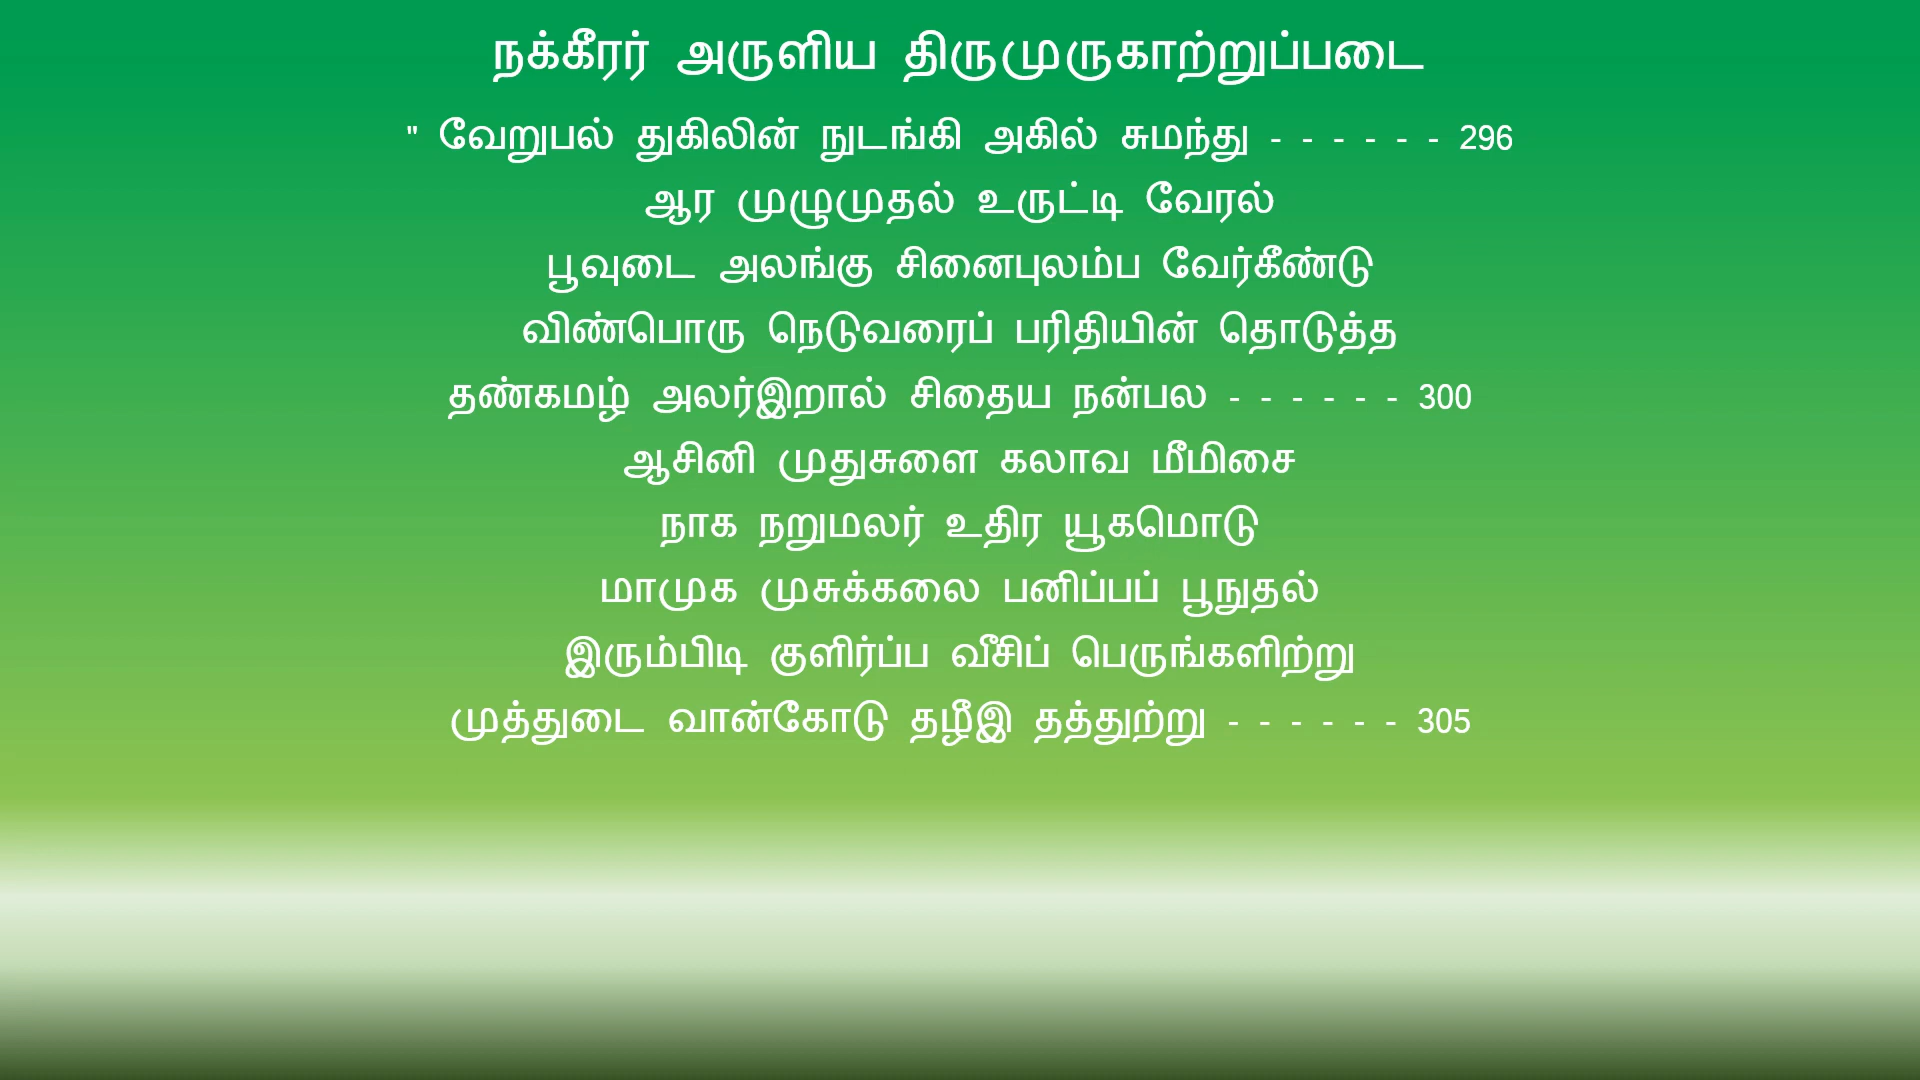 நக்கீரர் அருளிய திருமுருகாற்றுப்படை
" வேறுபல் துகிலின் நுடங்கி அகில் சுமந்து - - - - - - 296
ஆர முழுமுதல் உருட்டி வேரல்
பூவுடை அலங்கு சினைபுலம்ப வேர்கீண்டு
விண்பொரு நெடுவரைப் பரிதியின் தொடுத்த
தண்கமழ் அலர்இறால் சிதைய நன்பல - - - - - - 300
ஆசினி முதுசுளை கலாவ மீமிசை
நாக நறுமலர் உதிர யூகமொடு
மாமுக முசுக்கலை பனிப்பப் பூநுதல்
இரும்பிடி குளிர்ப்ப வீசிப் பெருங்களிற்று
முத்துடை வான்கோடு தழீஇ தத்துற்று - - - - - - 305